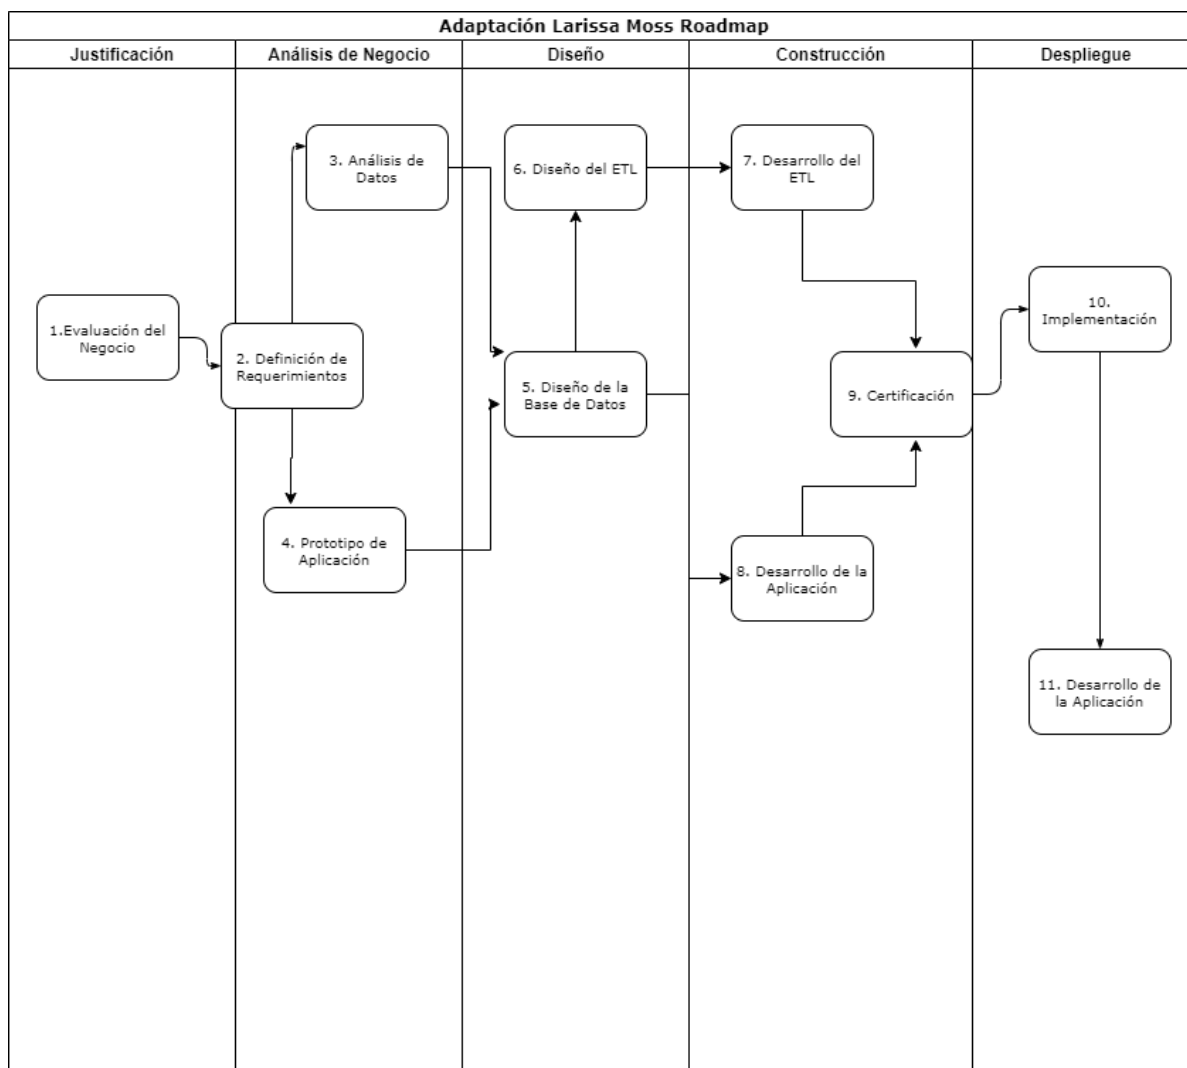 Adaptación Larissa Moss Roadmap
Justificación
Análisis de Negocio
Diseño
Construcción
Despliegue
1.Evaluación del
Negocio
2. Definición de
Requerimientos
3. Análisis de
Datos
4. Prototipo de
Aplicación
5. Diseño de la
Base de Datos
6. Diseño del ETL
7. Desarrollo del
ETL
8. Desarrollo de la
Aplicación
9. Certificación
10.
Implementación
11. Desarrollo de
la Aplicación